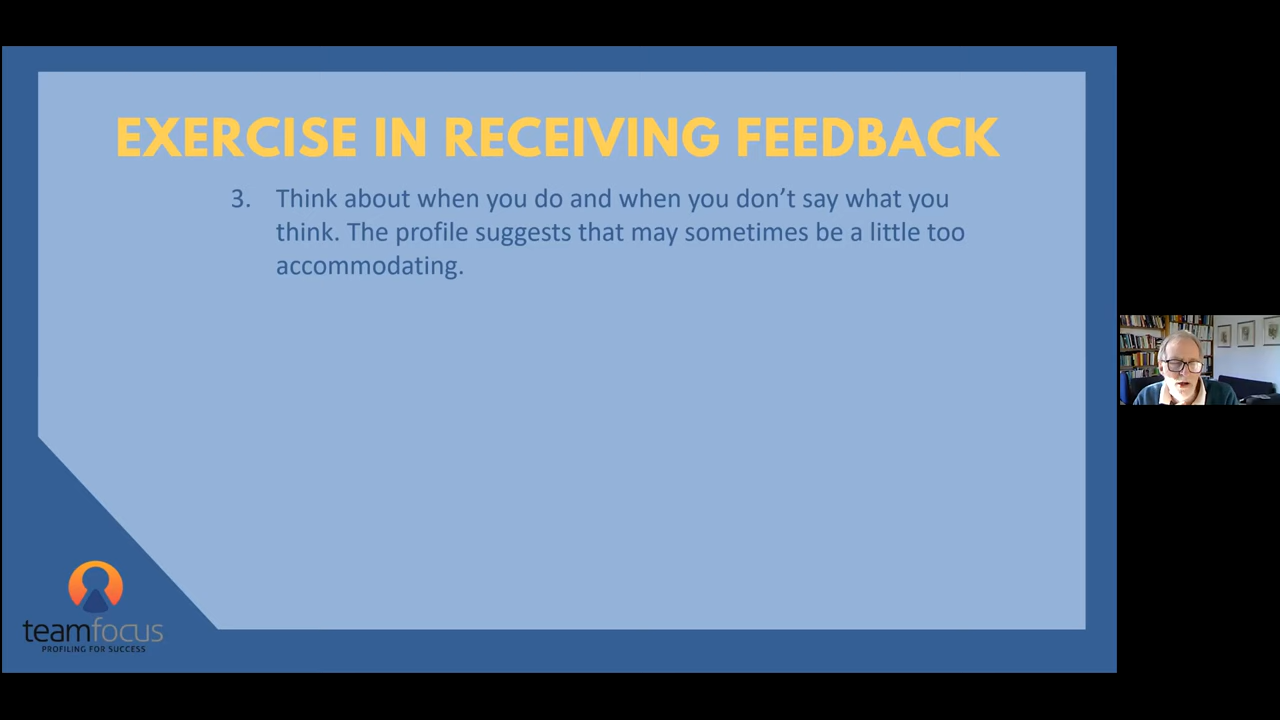 EXERCISE IN RECEIVING FEEDBACK
3. Think about when you do and when you don’t say what you
think. The profile suggests that may sometimes be a little too
accommodating.
teamfocus
PROFILING FOR SUCCESS